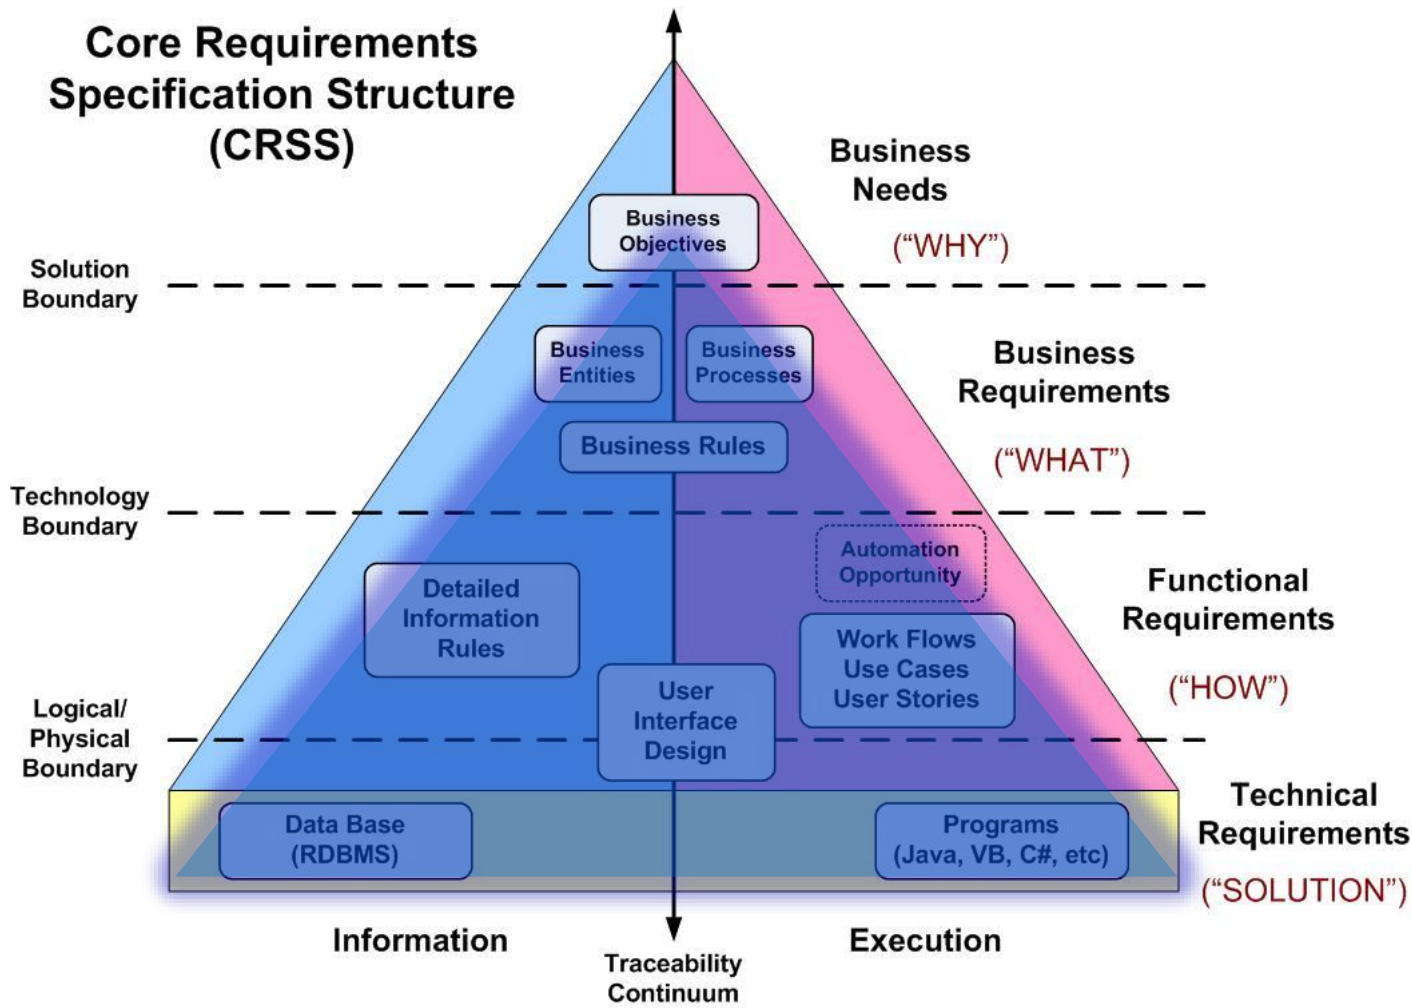 Core Requirements
Specification Structure
(CRSS)
Business
Needs
(“WHY”)
Business
Objectives
Solution
Boundary
Business
Entities
Business
Processes
Business
Requirements
(“WHAT”)
Business Rules
Technology
Boundary
Automation
Opportunity
Detailed
Information
Rules
Functional
Requirements
(“HOW”)
Work Flows
Use Cases
User Stories
User
Interface
Design
Logical/
Physical
Boundary
Technical
Requirements
(“SOLUTION”)
Data Base
(RDBMS)
Programs
(Java, VB, C#, etc)
Information
Execution
Traceability
Continuum